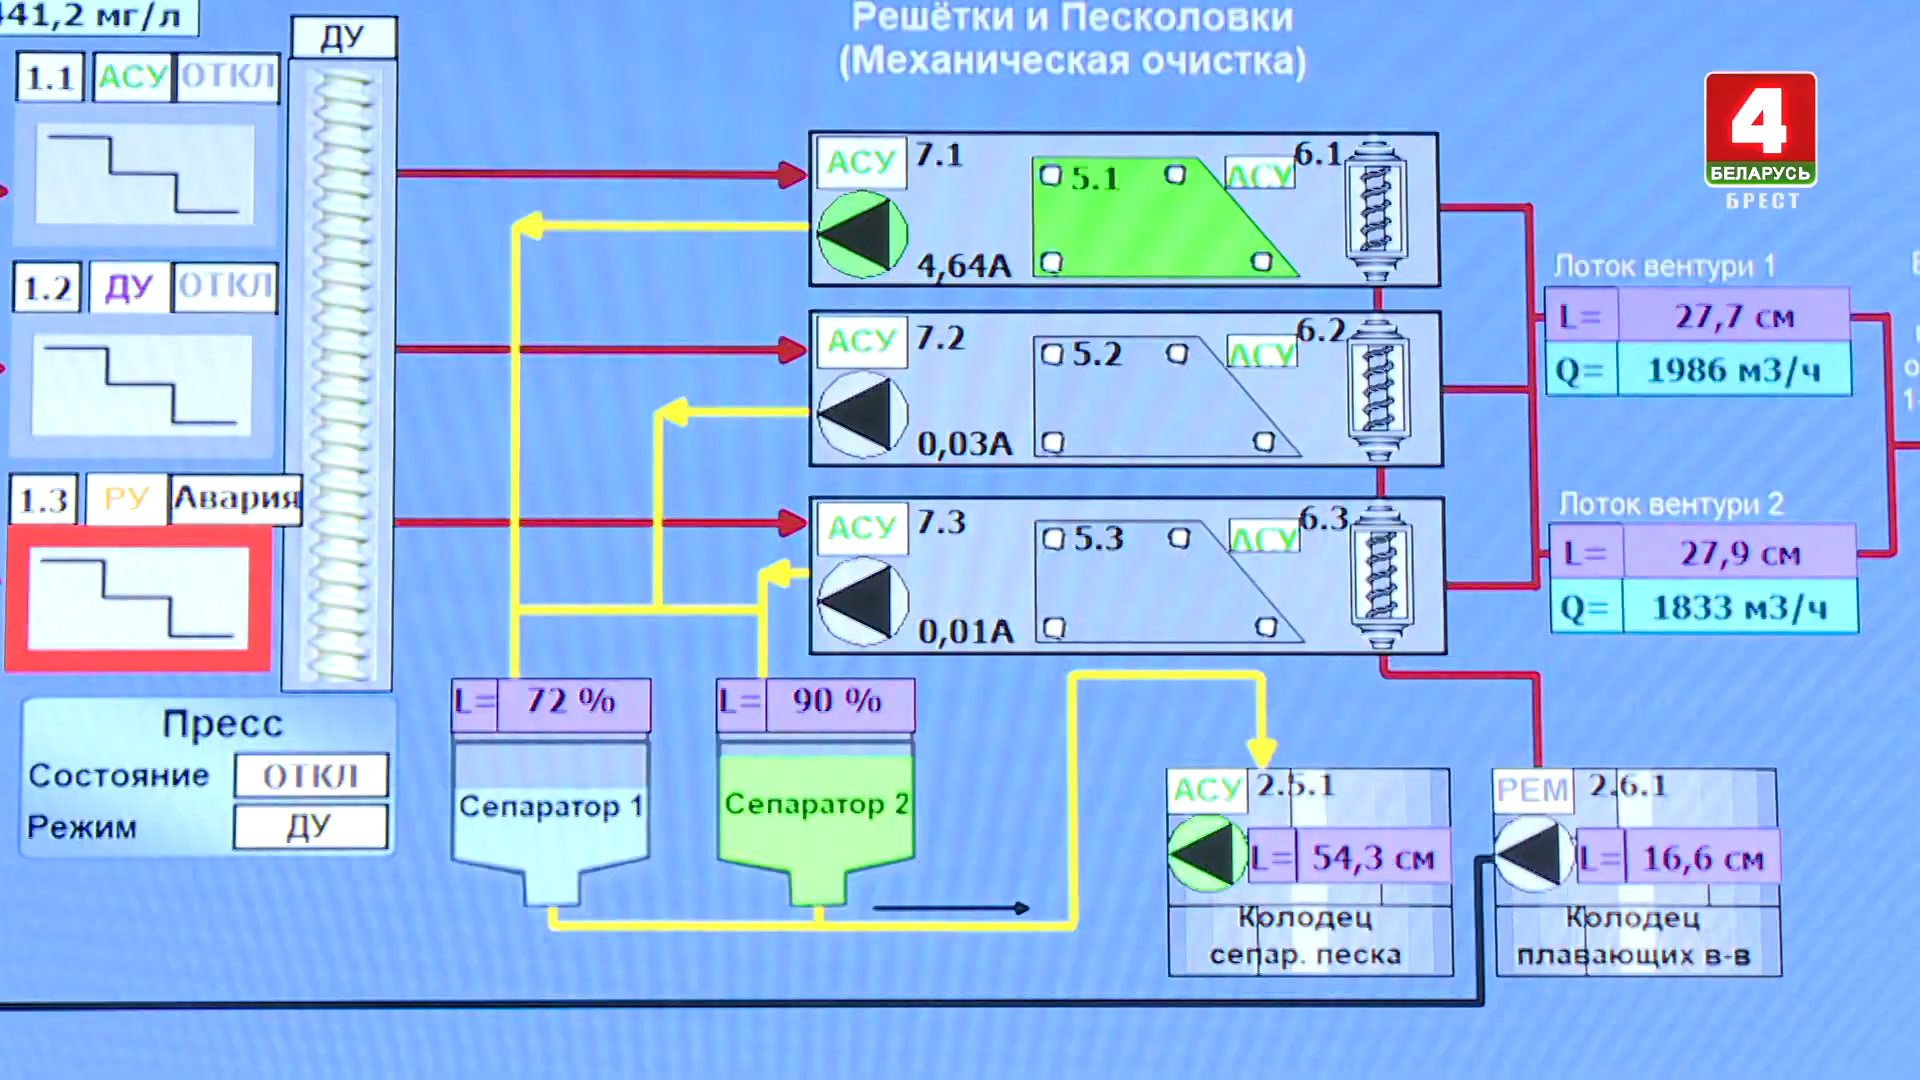 441,2 мг/л
ДУ
Решётки и Песколовки
(Механическая очистка)
4
БЕЛАРУСЬ
БРЕСТ
1.1 АСУ ОТКЛ
АСУ 7.1 5.1 АСУ 6.1
4,64А
1.2 ДУ ОТКЛ
Лоток вентури 1
L= 27,7 см
Q= 1986 м3/ч
АСУ 7.2 5.2 АСУ 6.2
0,03А
1.3 РУ Авария
Лоток вентури 2
L= 27,9 см
Q= 1833 м3/ч
АСУ 7.3 5.3 АСУ 6.3
0,01А
Пресс
Состояние ОТКЛ
Режим ДУ
L= 72 %
Сепаратор 1
L= 90 %
Сепаратор 2
АСУ 2.5.1
L= 54,3 см
Колодец
сепар. песка
РЕМ 2.6.1
L= 16,6 см
Колодец
плавающих в-в